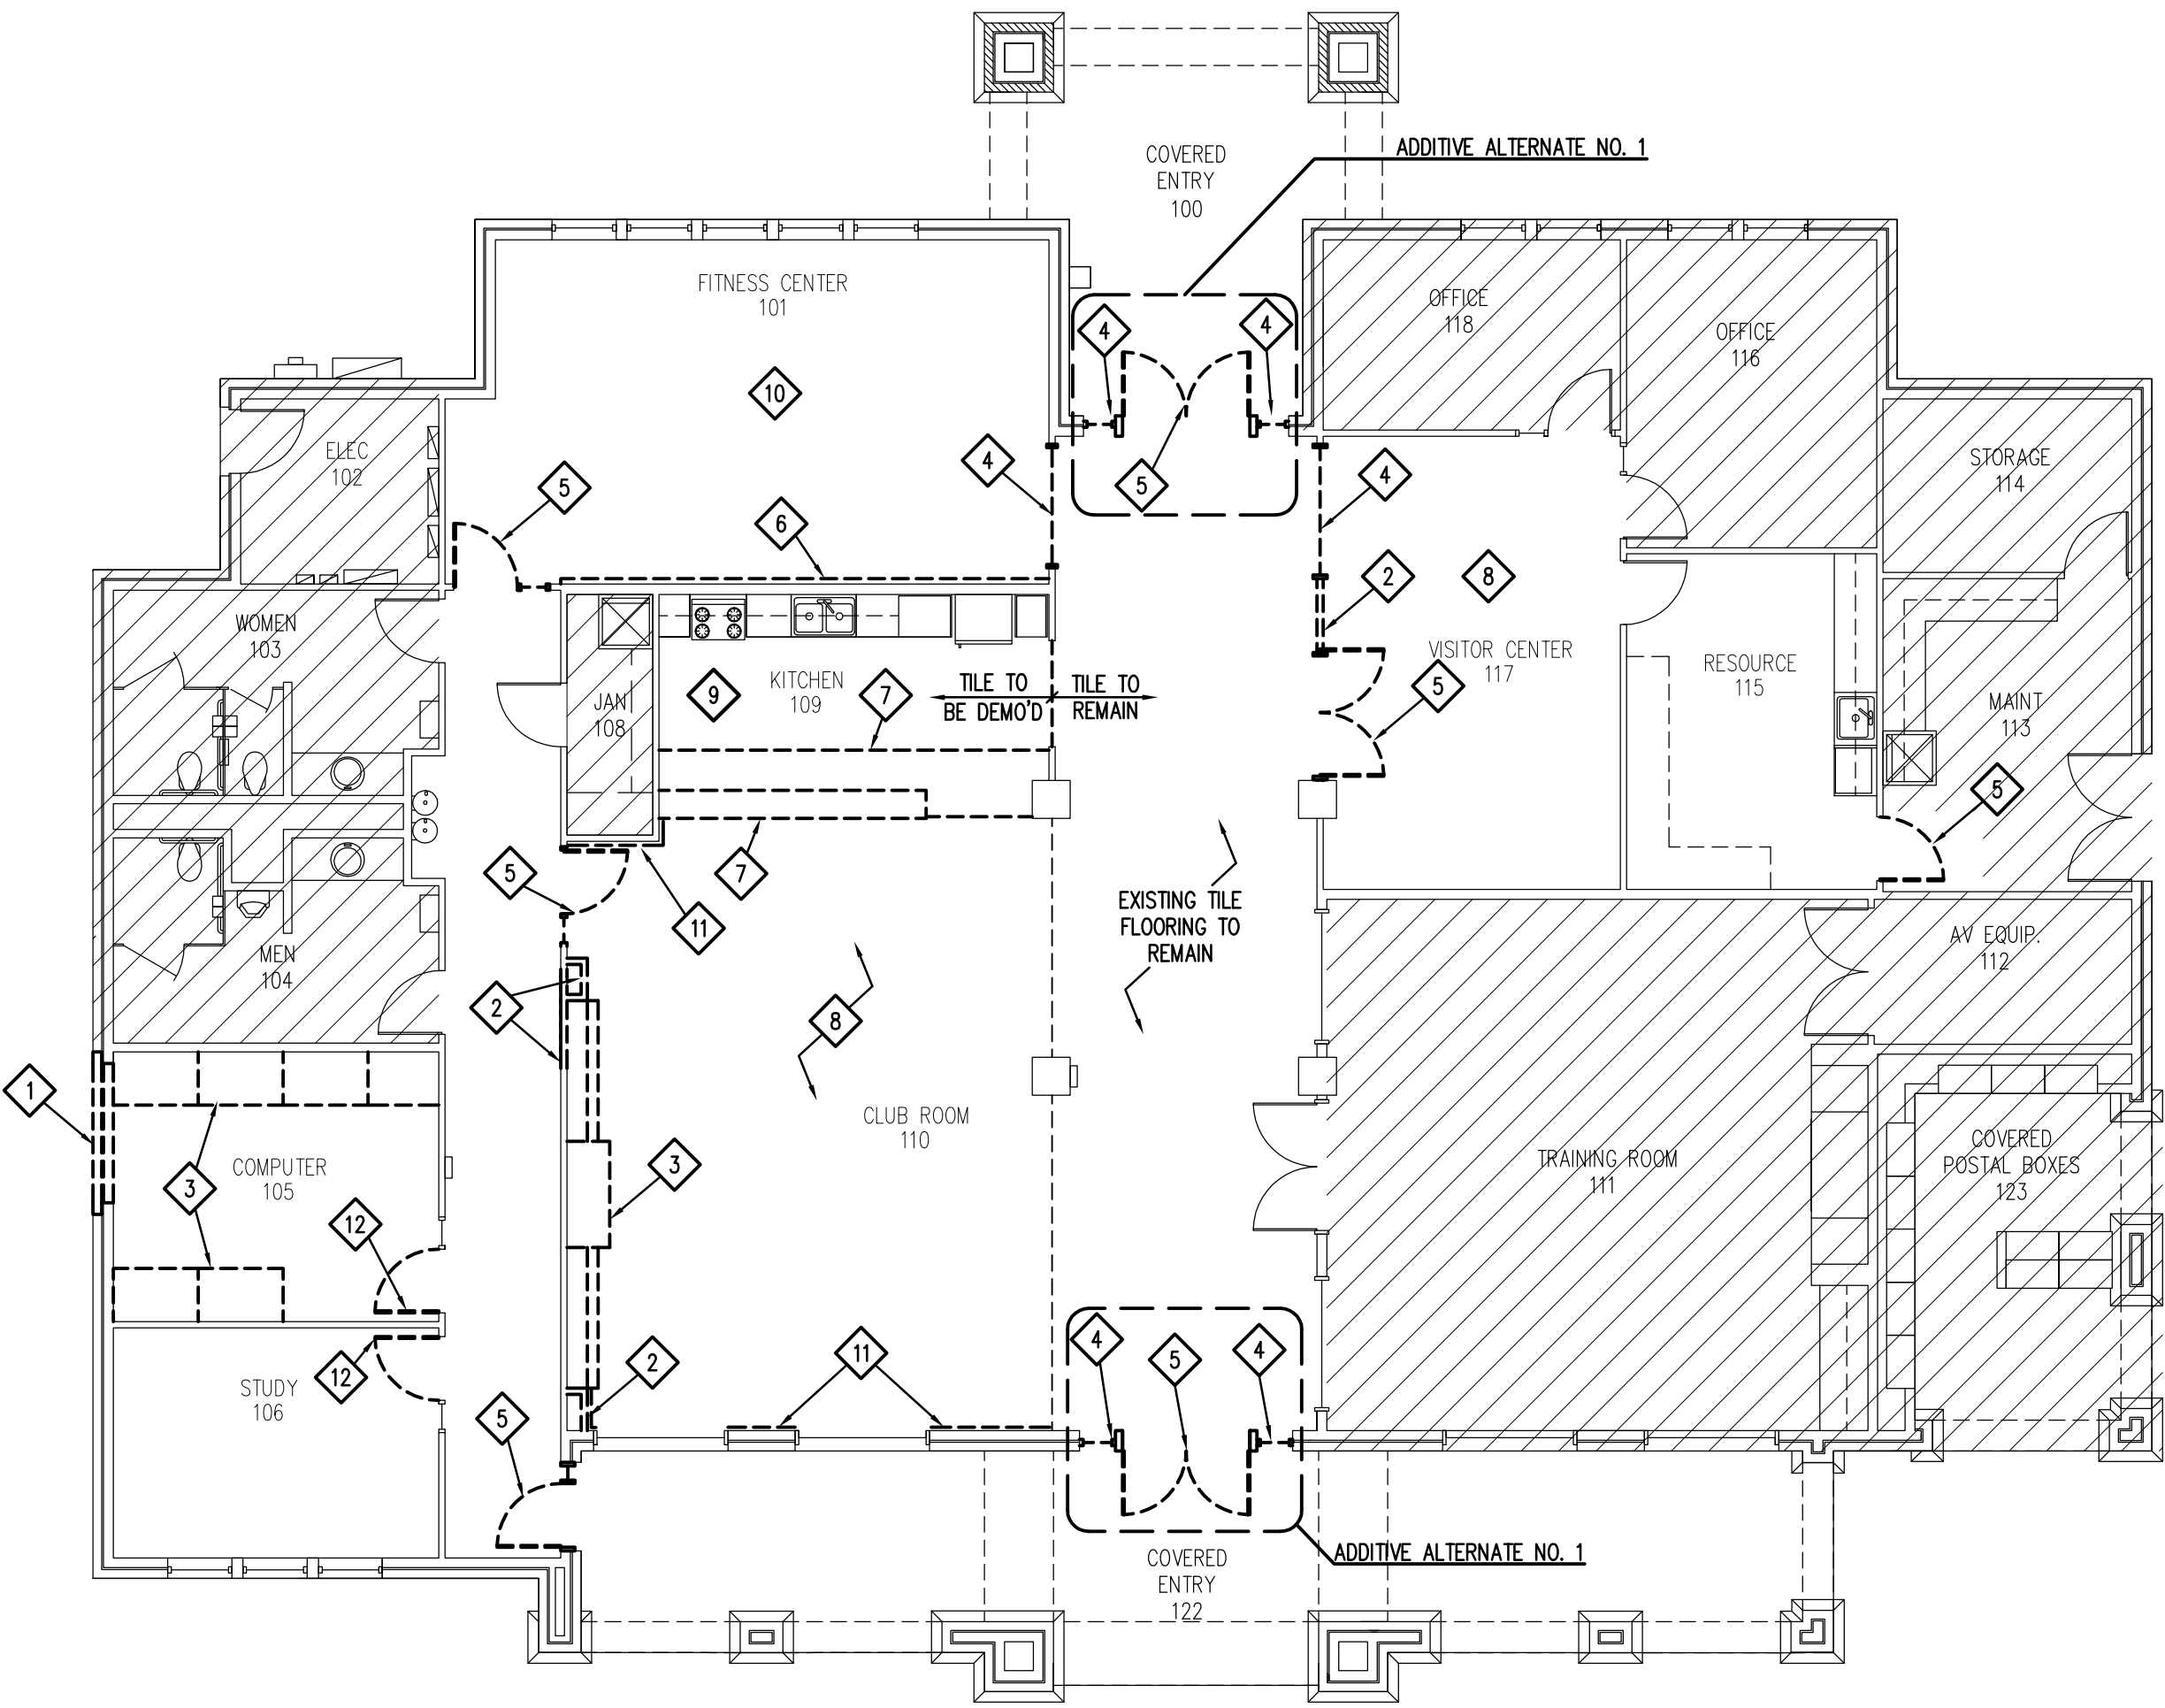 COVERED
ENTRY
100
ADDITIVE ALTERNATE NO. 1
FITNESS CENTER
101
OFFICE
118
OFFICE
116
4
4
10
ELEC
102
STORAGE
114
4
4
5
5
6
2
8
WOMEN
103
JAN
108
9
KITCHEN
109
7
TILE TO
BE DEMO'D
TILE TO
REMAIN
VISITOR CENTER
117
5
RESOURCE
115
MAINT
113
5
5
7
11
EXISTING TILE
FLOORING TO
REMAIN
MEN
104
AV EQUIP.
112
2
8
1
CLUB ROOM
110
COMPUTER
105
3
3
TRAINING ROOM
111
COVERED
POSTAL BOXES
123
12
12
STUDY
106
2
11
4
5
4
5
ADDITIVE ALTERNATE NO. 1
COVERED
ENTRY
122